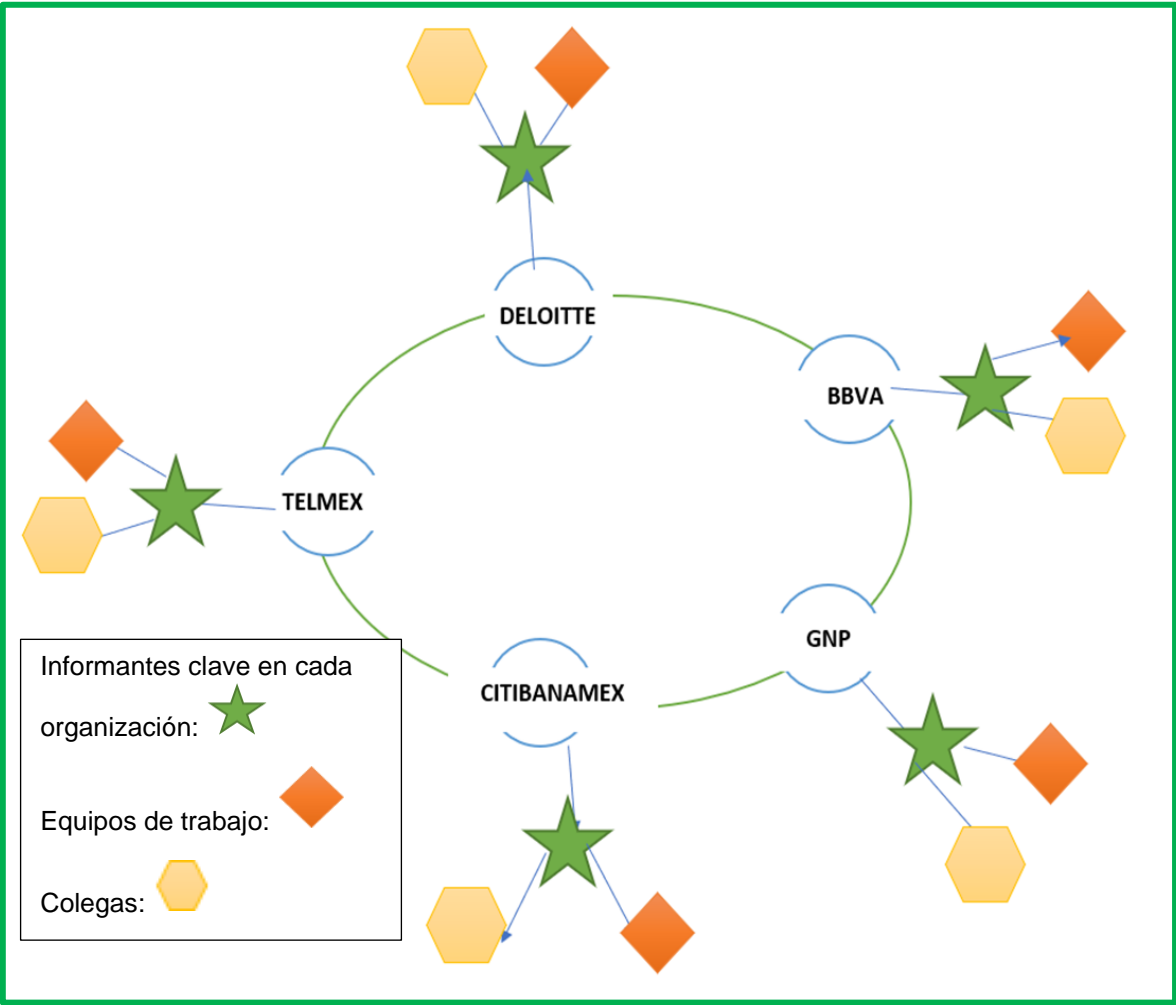 DELOITTE
BBVA
TELMEX
GNP
CITIBANAMEX
Informantes clave en cada
organización:
Equipos de trabajo:
Colegas: